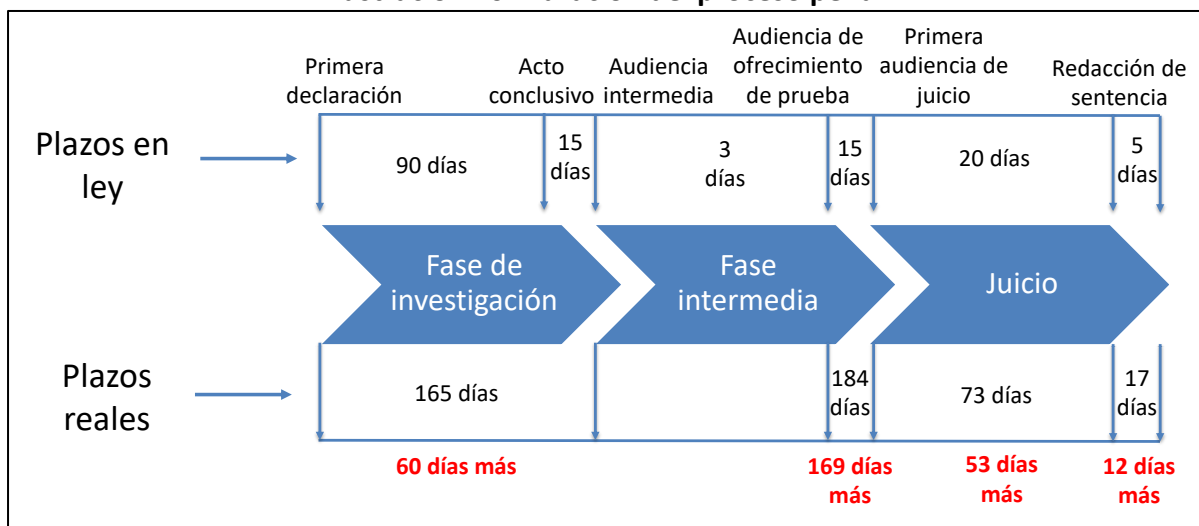 Primera
declaración
Acto
conclusivo
Audiencia
intermedia
Audiencia de
ofrecimiento
de prueba
Primera
audiencia de
juicio
Redacción de
sentencia
Plazos en
ley
90 días
15
días
3
días
15
días
20 días
5
días
Fase de
investigación
Fase
intermedia
Juicio
Plazos
reales
165 días
184
días
73 días
17
días
60 días más
169 días
más
53 días
más
12 días
más